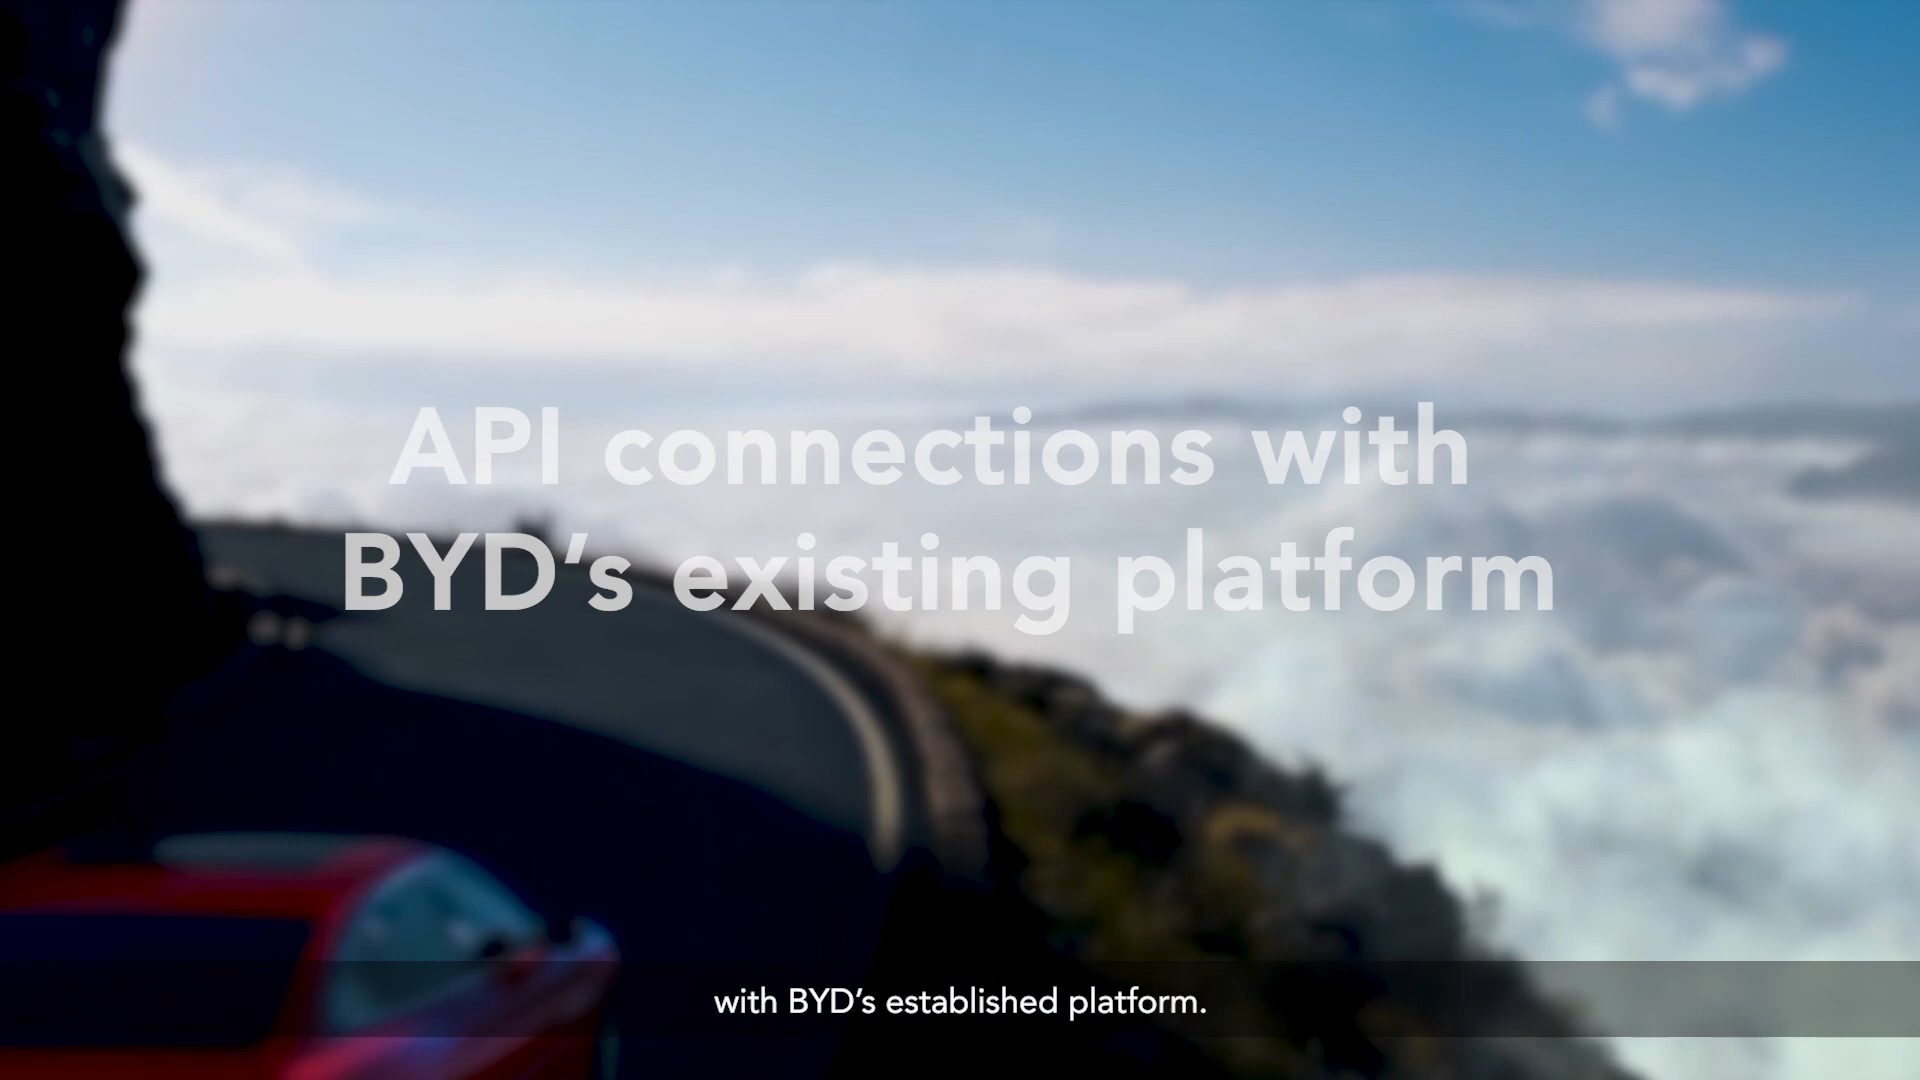 API connections with
BYD‘s existing platform
with BYD’s established platform.